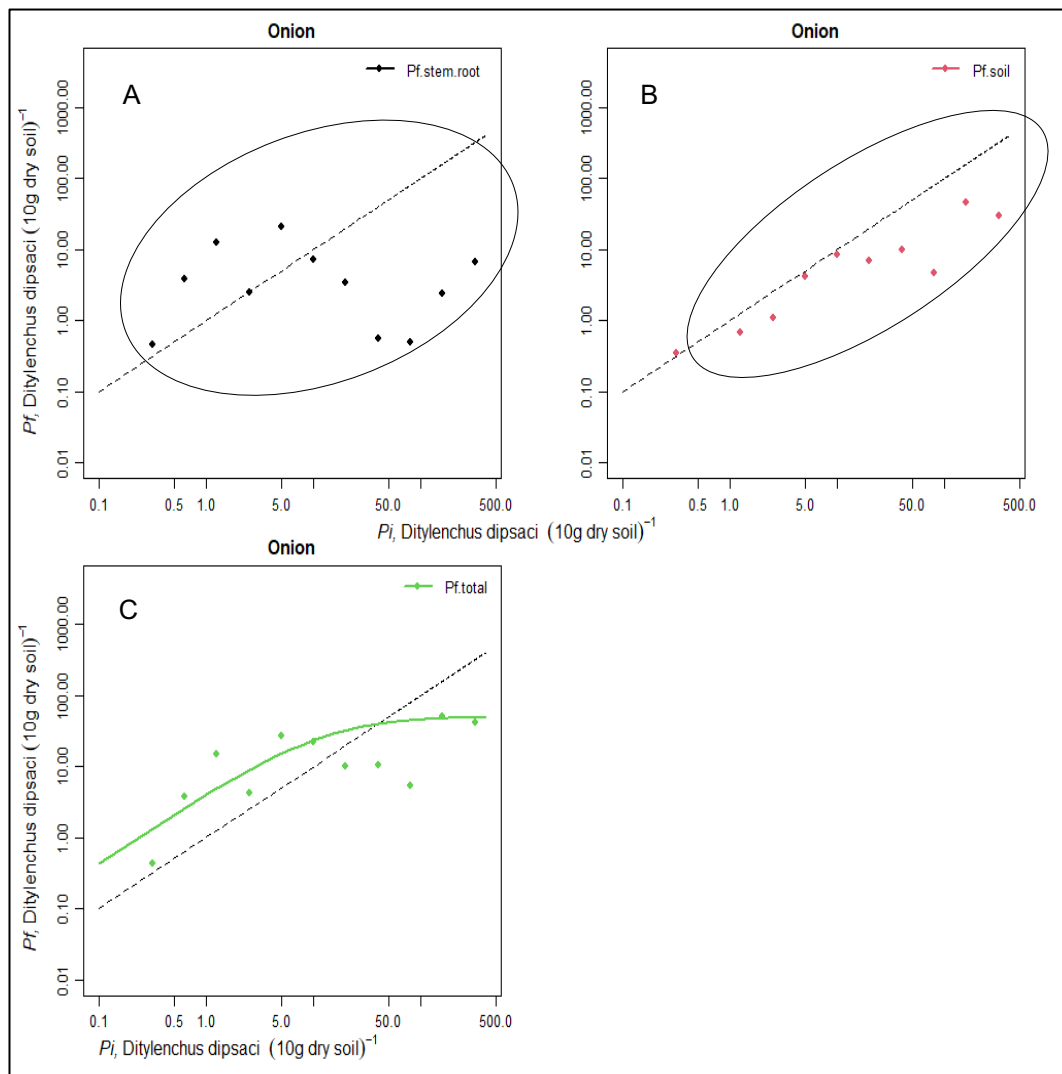 Onion
Pf.stem.root
A
1000.00
100.00
10.00
1.00
0.10
0.01
Pf, Ditylenchus dipsaci (10g dry soil)⁻¹
0.1 0.5 1.0 5.0 50.0 500.0
Onion
Pf.soil
B
1000.00
100.00
10.00
1.00
0.10
0.01
0.1 0.5 1.0 5.0 50.0 500.0
Pi, Ditylenchus dipsaci (10g dry soil)⁻¹
Onion
Pf.total
C
1000.00
100.00
10.00
1.00
0.10
0.01
Pf, Ditylenchus dipsaci (10g dry soil)⁻¹
0.1 0.5 1.0 5.0 50.0 500.0
Pi, Ditylenchus dipsaci (10g dry soil)⁻¹